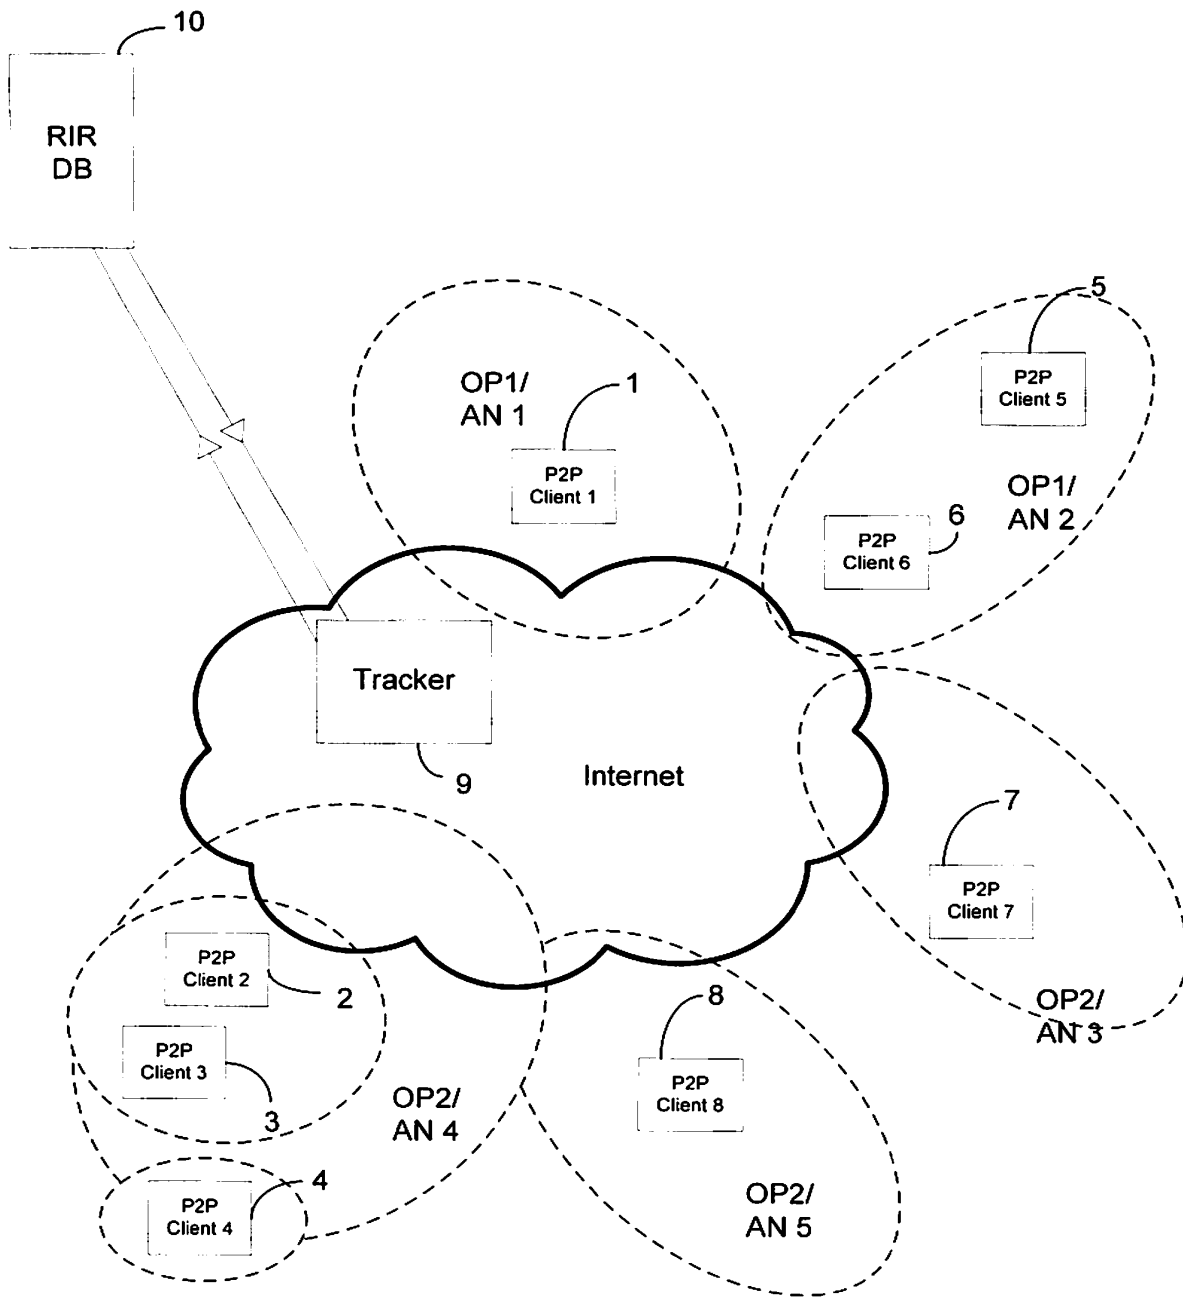 10
RIR
DB
5
P2P
Client 5
OP1/
AN 1
1
P2P
Client 1
OP1/
AN 2
6
P2P
Client 6
Tracker
9
Internet
7
P2P
Client 7
P2P
Client 2
2
8
OP2/
AN 3
P2P
Client 3
3
OP2/
AN 4
P2P
Client 8
4
P2P
Client 4
OP2/
AN 5